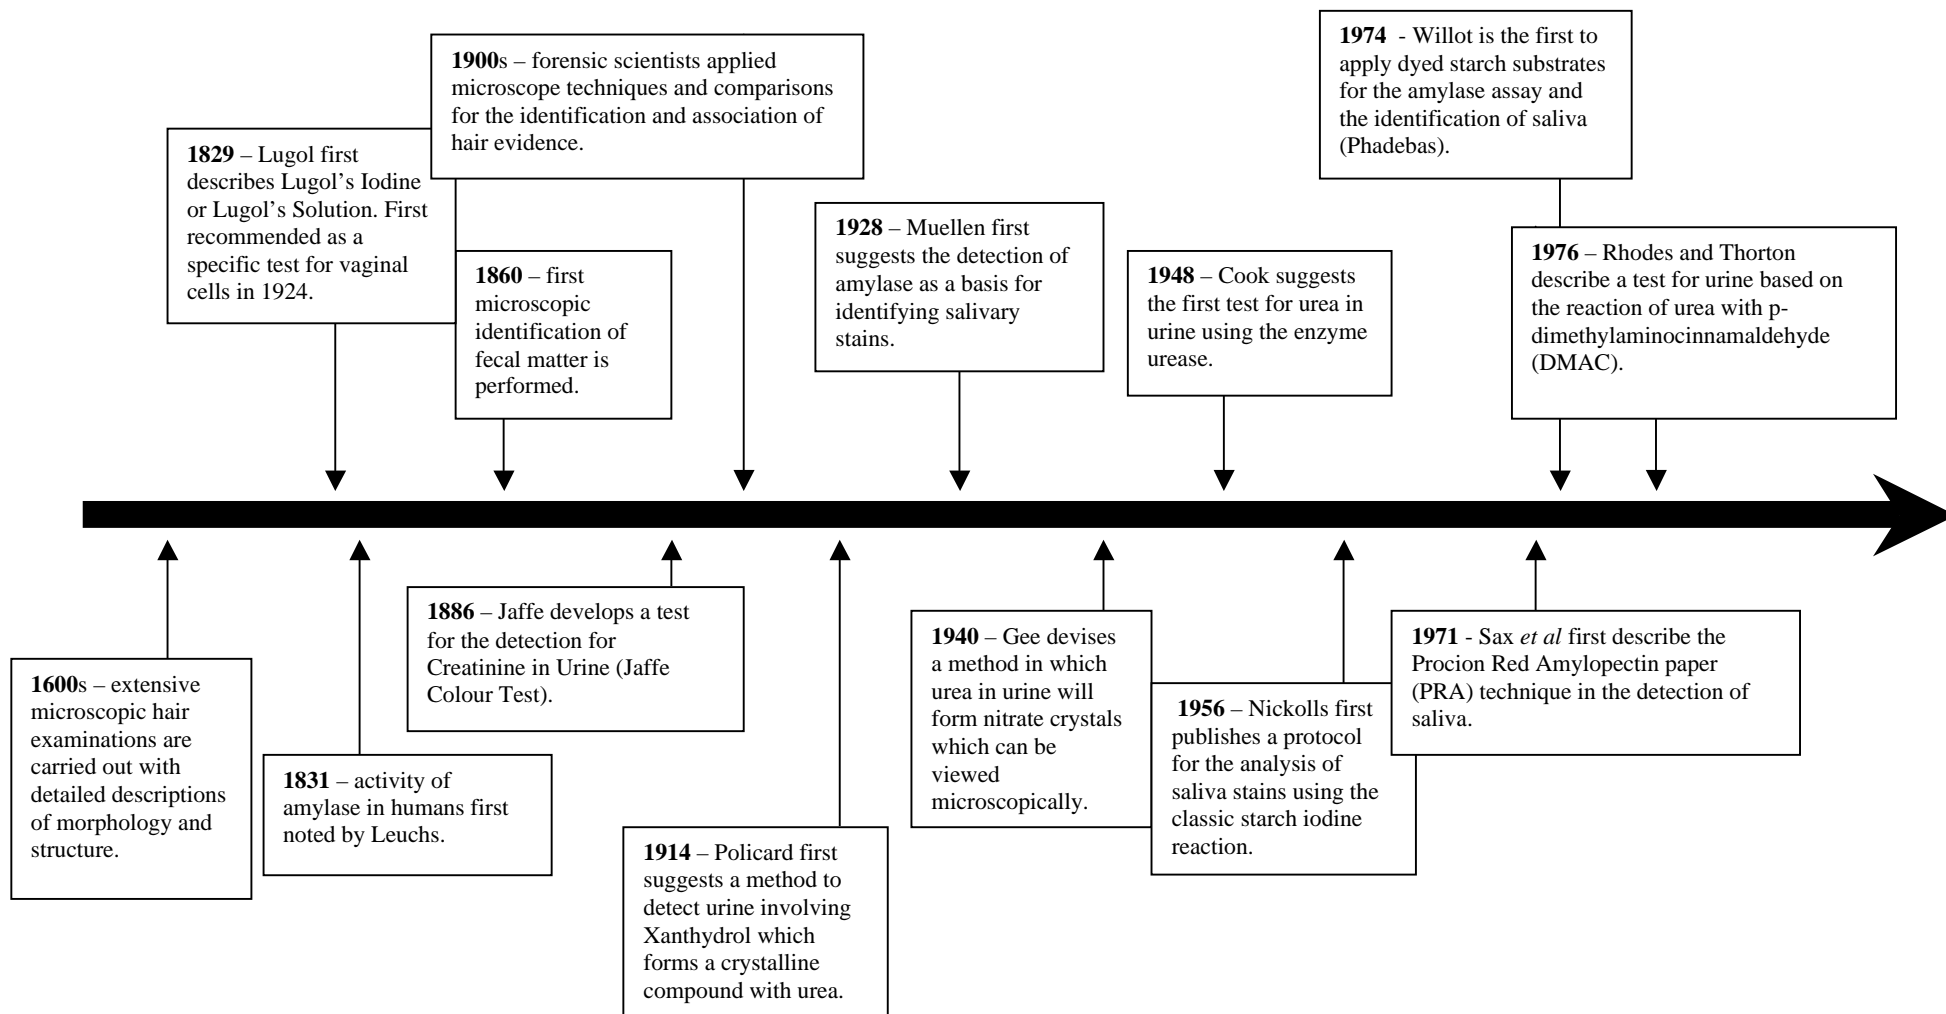 1900s – forensic scientists applied
microscope techniques and comparisons
for the identification and association of
hair evidence.
1974  - Willot is the first to
apply dyed starch substrates
for the amylase assay and
the identification of saliva
(Phadebas).
1829 – Lugol first
describes Lugol’s Iodine
or Lugol’s Solution. First
recommended as a
specific test for vaginal
cells in 1924.
1860 – first
microscopic
identification of
fecal matter is
performed.
1928 – Muellen first
suggests the detection of
amylase as a basis for
identifying salivary
stains.
1948 – Cook suggests
the first test for urea in
urine using the enzyme
urease.
1976 – Rhodes and Thorton
describe a test for urine based on
the reaction of urea with p-
dimethylaminocinnamaldehyde
(DMAC).
1600s – extensive
microscopic hair
examinations are
carried out with
detailed descriptions
of morphology and
structure.
1831 – activity of
amylase in humans first
noted by Leuchs.
1886 – Jaffe develops a test
for the detection for
Creatinine in Urine (Jaffe
Colour Test).
1914 – Policard first
suggests a method to
detect urine involving
Xanthydrol which
forms a crystalline
compound with urea.
1940 – Gee devises
a method in which
urea in urine will
form nitrate crystals
which can be
viewed
microscopically.
1956 – Nickolls first
publishes a protocol
for the analysis of
saliva stains using the
classic starch iodine
reaction.
1971 - Sax et al first describe the
Procion Red Amylopectin paper
(PRA) technique in the detection of
saliva.